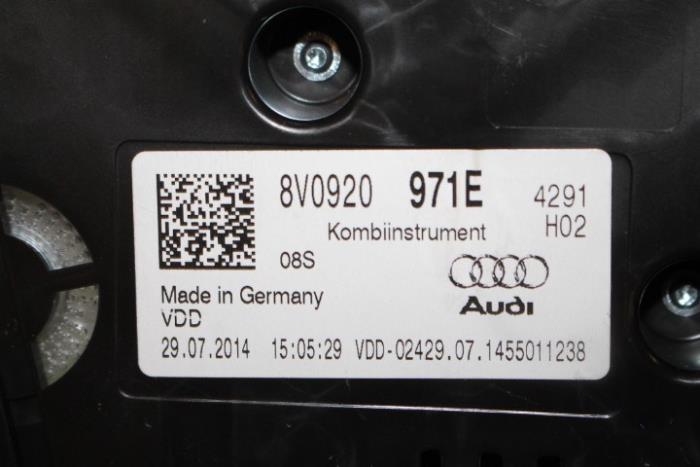 8V0920 971E 4291
Kombiinstrument H02
08S
Audi
Made in Germany
VDD
29.07.2014 15:05:29 VDD-02429.07.1455011238